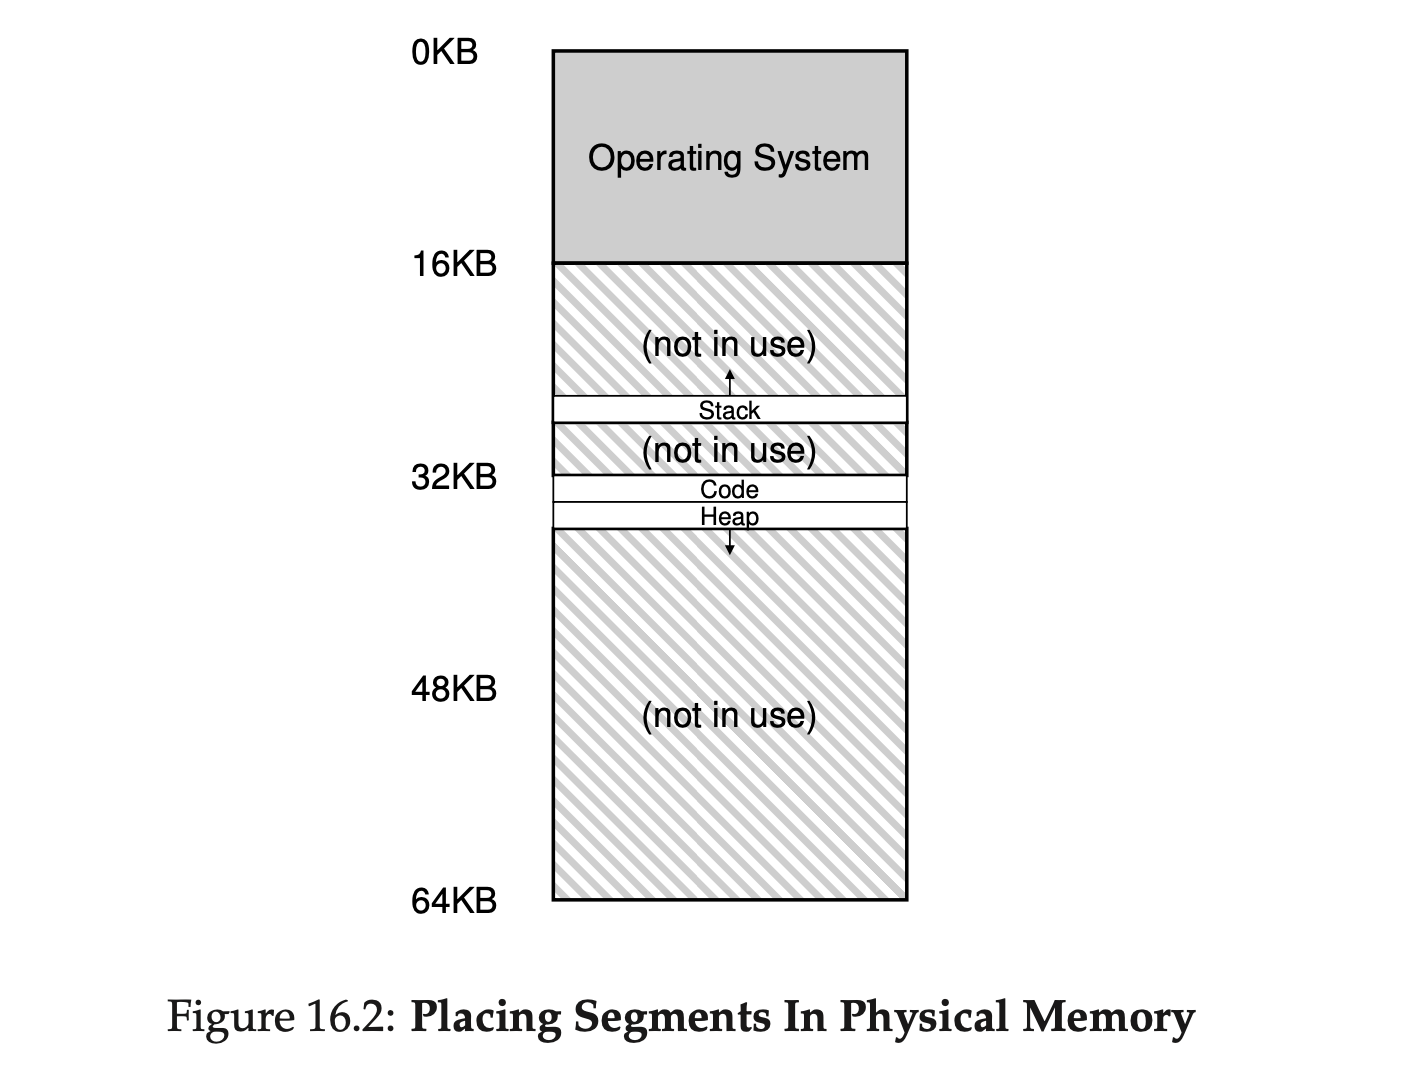 0KB
Operating System
16KB
(not in use)
Stack
(not in use)
32KB
Code
Heap
48KB
(not in use)
64KB
Figure 16.2: Placing Segments In Physical Memory